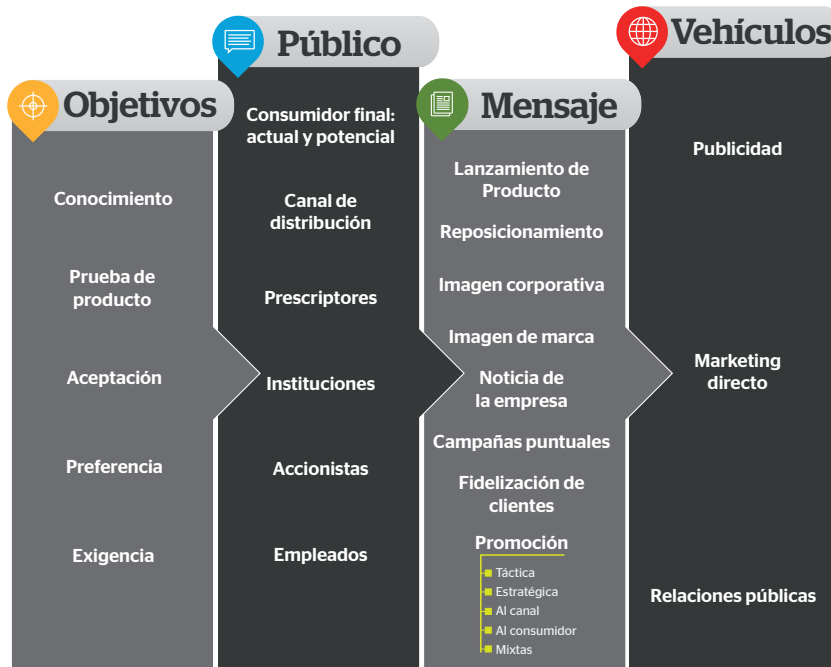 Objetivos
Conocimiento
Prueba de
producto
Aceptación
Preferencia
Exigencia
Público
Consumidor final:
actual y potencial
Canal de
distribución
Prescriptores
Instituciones
Accionistas
Empleados
Mensaje
Lanzamiento de
Producto
Reposicionamiento
Imagen corporativa
Imagen de marca
Noticia de
la empresa
Campañas puntuales
Fidelización de
clientes
Promoción
Táctica
Estratégica
Al canal
Al consumidor
Mixtas
Vehículos
Publicidad
Marketing
directo
Relaciones públicas